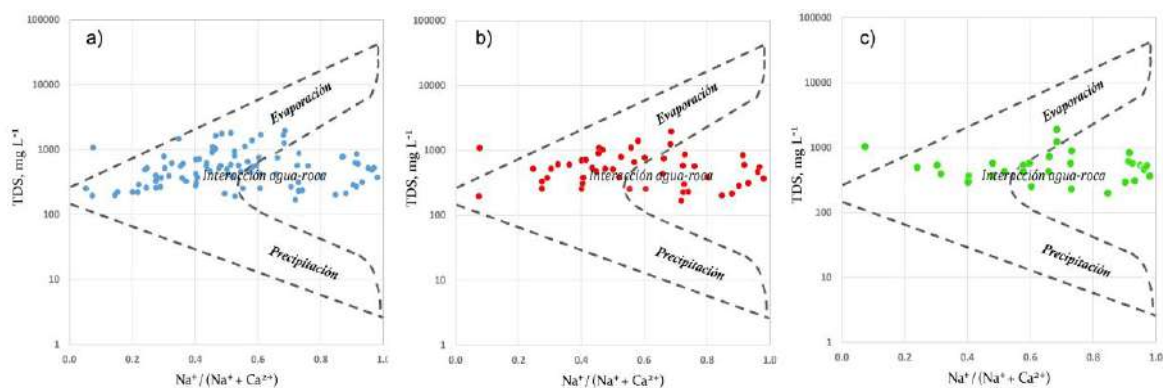 a)
100000
10000
1000
100
10
1
TDS, mg L⁻¹
Evaporación
Interacción agua-roca
Precipitación
0.0 0.2 0.4 0.6 0.8 1.0
Na⁺/(Na⁺ + Ca²⁺)
b)
100000
10000
1000
100
10
1
TDS, mg L⁻¹
Evaporación
Interacción agua-roca
Precipitación
0.0 0.2 0.4 0.6 0.8 1.0
Na⁺/(Na⁺ + Ca²⁺)
c)
100000
10000
1000
100
10
1
TDS, mg L⁻¹
Evaporación
Interacción agua-roca
Precipitación
0.0 0.2 0.4 0.6 0.8 1.0
Na⁺/(Na⁺ + Ca²⁺)